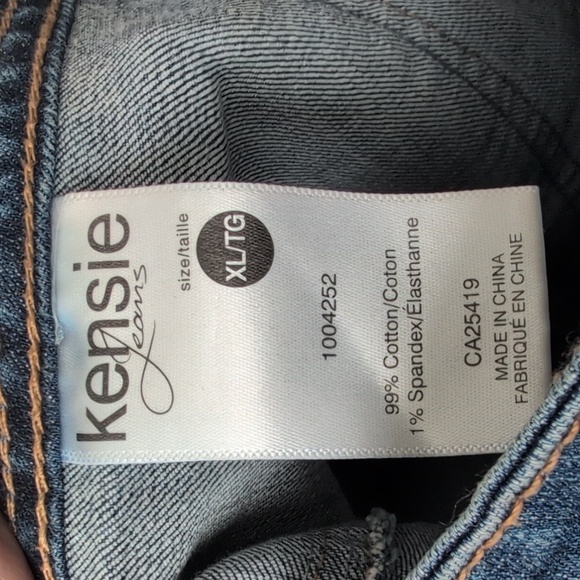 kensie
jeans
size/taille
XL/TG
1004252
99% Cotton/Coton
1% Spandex/Élasthanne
CA25419
MADE IN CHINA
FABRIQUÉ EN CHINE